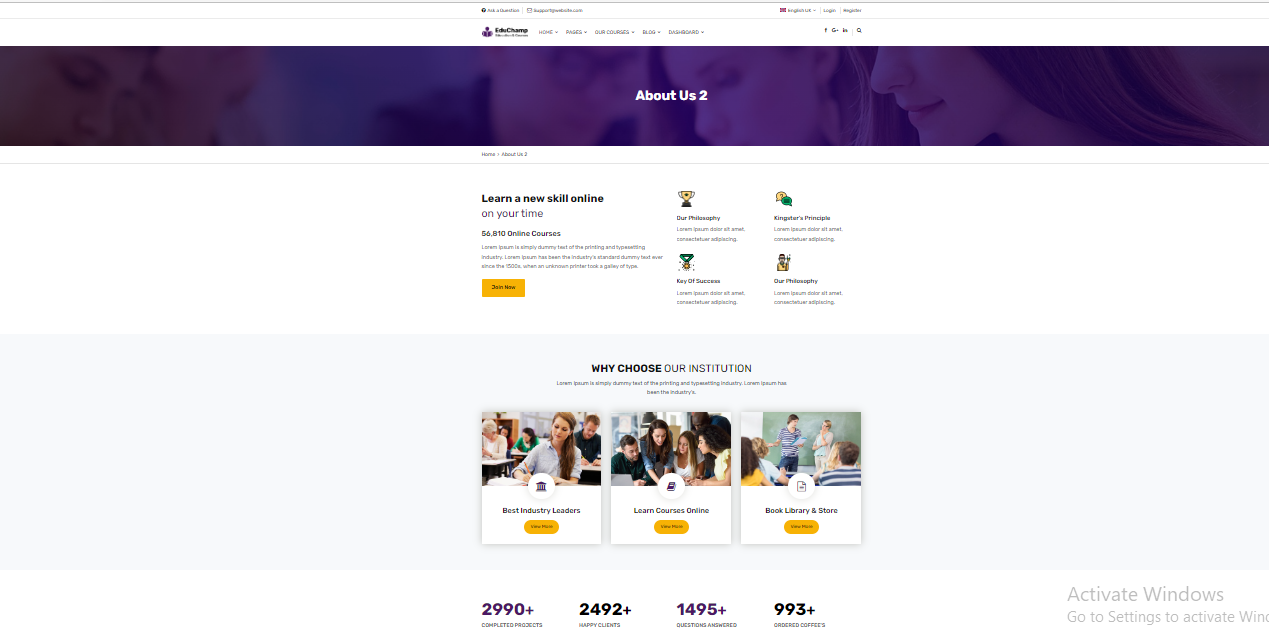 Ask a Question Support@website.com English UK Login Register
EduChamp
Education & Courses
HOME PAGES OUR COURSES BLOG DASHBOARD
About Us 2
Home › About Us 2
Learn a new skill online
on your time
56,810 Online Courses
Lorem Ipsum is simply dummy text of the printing and typesetting
industry. Lorem Ipsum has been the industry's standard dummy text ever
since the 1500s, when an unknown printer took a galley of type.
Join Now
Our Philosophy
Lorem ipsum dolor sit amet,
consectetuer adipiscing.
Kingster's Principle
Lorem ipsum dolor sit amet,
consectetuer adipiscing.
Key Of Success
Lorem ipsum dolor sit amet,
consectetuer adipiscing.
Our Philosophy
Lorem ipsum dolor sit amet,
consectetuer adipiscing.
WHY CHOOSE OUR INSTITUTION
Lorem Ipsum is simply dummy text of the printing and typesetting industry. Lorem Ipsum has
been the industry's.
Best Industry Leaders
View More
Learn Courses Online
View More
Book Library & Store
View More
2990+
COMPLETED PROJECTS
2492+
HAPPY CLIENTS
1495+
QUESTIONS ANSWERED
993+
ORDERED COFFEE'S
Activate Windows
Go to Settings to activate Win